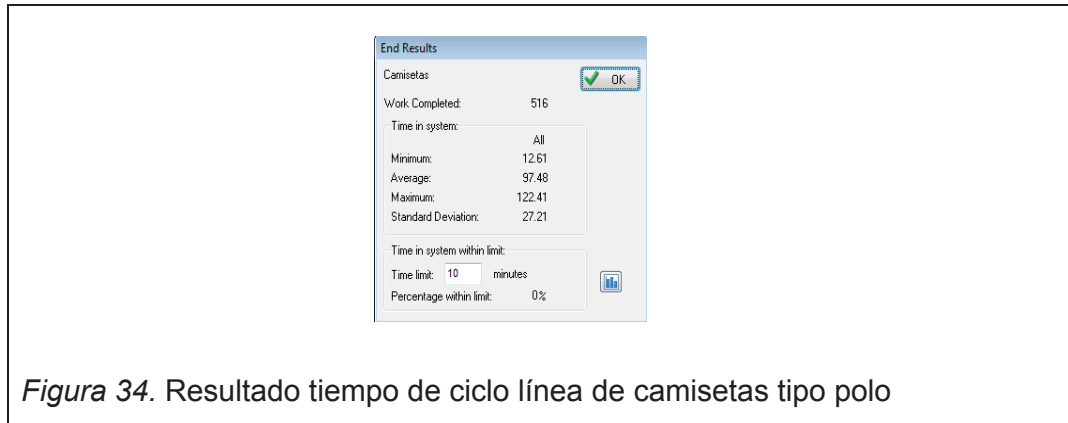 End Results
Camisetas
OK
Work Completed: 516
Time in system:
All
Minimum: 12.61
Average: 97.48
Maximum: 122.41
Standard Deviation: 27.21
Time in system within limit:
Time limit: 10 minutes
Percentage within limit: 0%
Figura 34. Resultado tiempo de ciclo línea de camisetas tipo polo